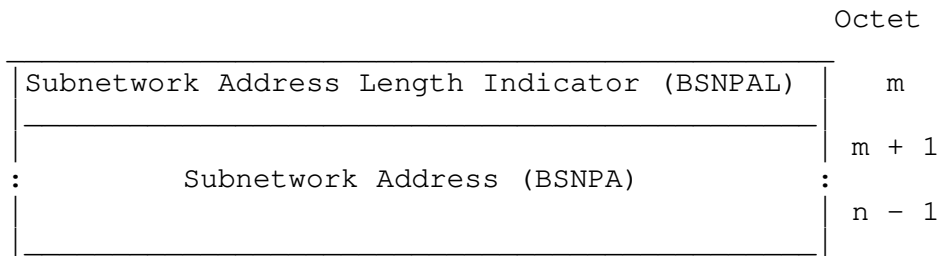 Octet
Subnetwork Address Length Indicator (BSNPAL) m
m + 1
: Subnetwork Address (BSNPA) :
n - 1